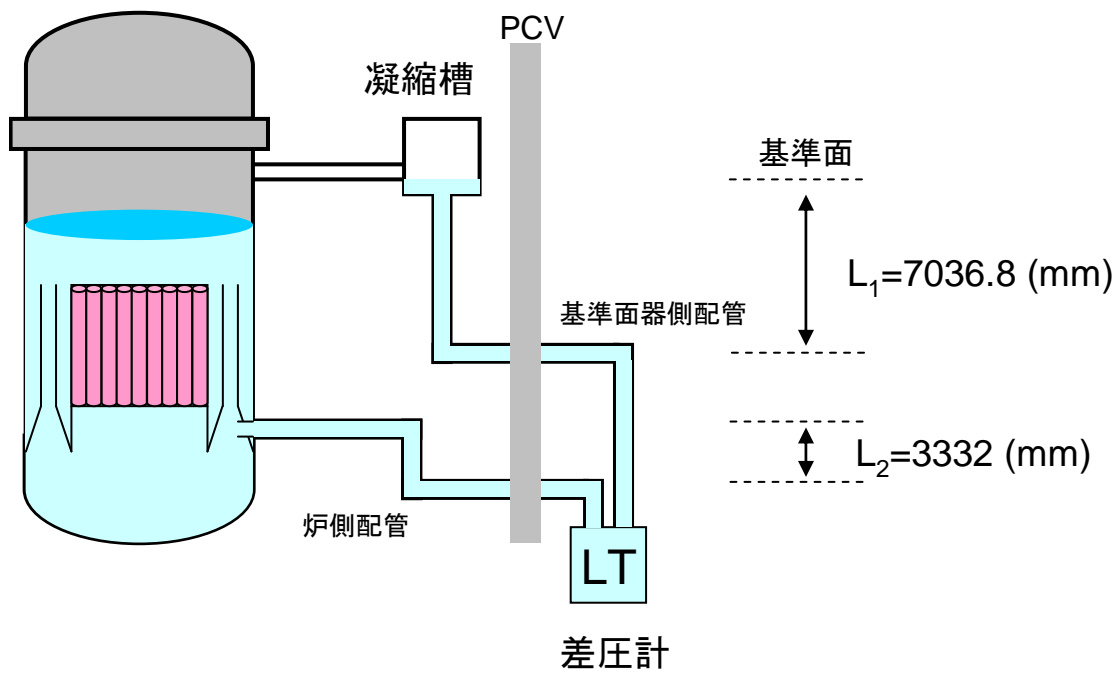 PCV
凝縮槽
基準面
L₁=7036.8 (mm)
基準面器側配管
L₂=3332 (mm)
炉側配管
LT
差圧計